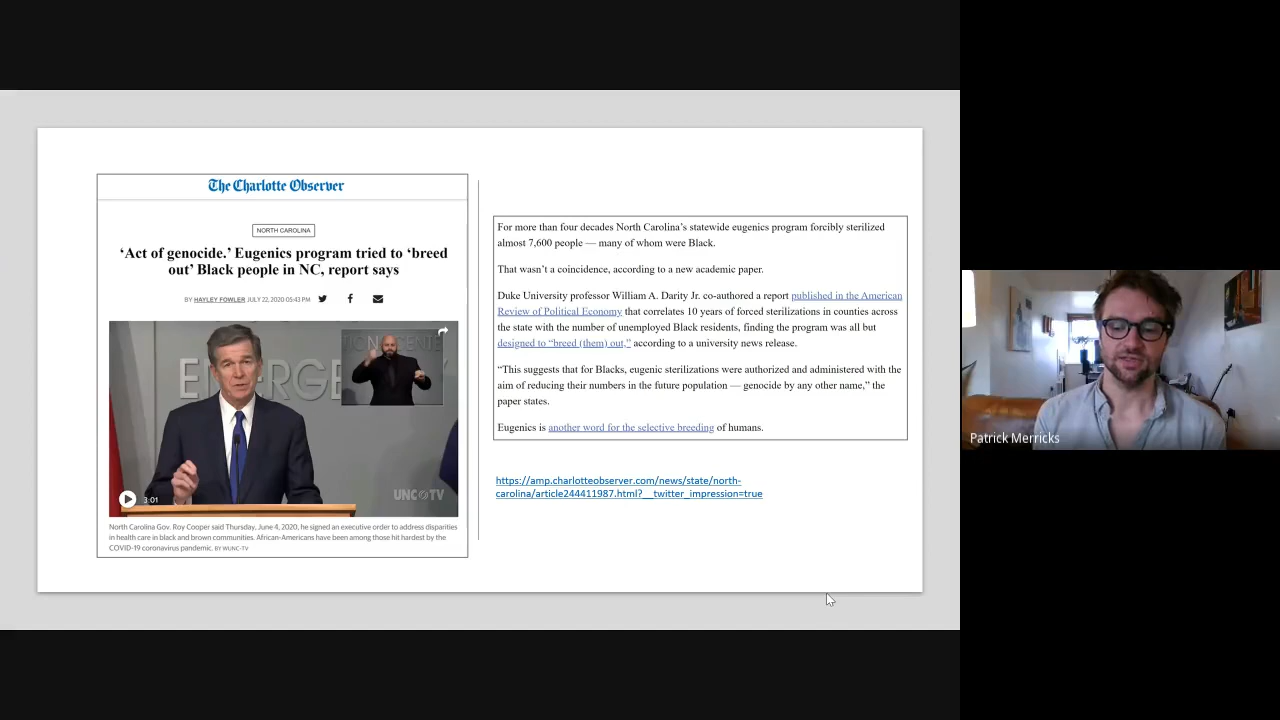 The Charlotte Observer
NORTH CAROLINA
‘Act of genocide.’ Eugenics program tried to ‘breed
out’ Black people in NC, report says
BY HAYLEY FOWLER JULY 22, 2020 05:43 PM
EMERGE
UNC TV
3:01
North Carolina Gov. Roy Cooper said Thursday, June 4, 2020, he signed an executive order to address disparities
in health care in black and brown communities. African-Americans have been among those hit hardest by the
COVID-19 coronavirus pandemic. BY WUNC-TV
For more than four decades North Carolina’s statewide eugenics program forcibly sterilized
almost 7,600 people — many of whom were Black.
That wasn’t a coincidence, according to a new academic paper.
Duke University professor William A. Darity Jr. co-authored a report published in the American
Review of Political Economy that correlates 10 years of forced sterilizations in counties across
the state with the number of unemployed Black residents, finding the program was all but
designed to “breed (them) out,” according to a university news release.
“This suggests that for Blacks, eugenic sterilizations were authorized and administered with the
aim of reducing their numbers in the future population — genocide by any other name,” the
paper states.
Eugenics is another word for the selective breeding of humans.
https://amp.charlotteobserver.com/news/state/north-
carolina/article244411987.html?__twitter_impression=true
Patrick Merricks